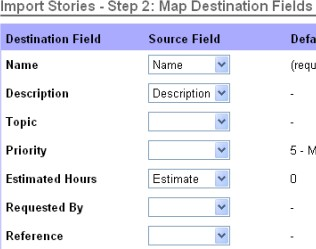 Import Stories - Step 2: Map Destination Fields
Destination Field Source Field Defa
Name Name (requ
Description Description -
Topic -
Priority 5 - M
Estimated Hours Estimate 0
Requested By -
Reference -